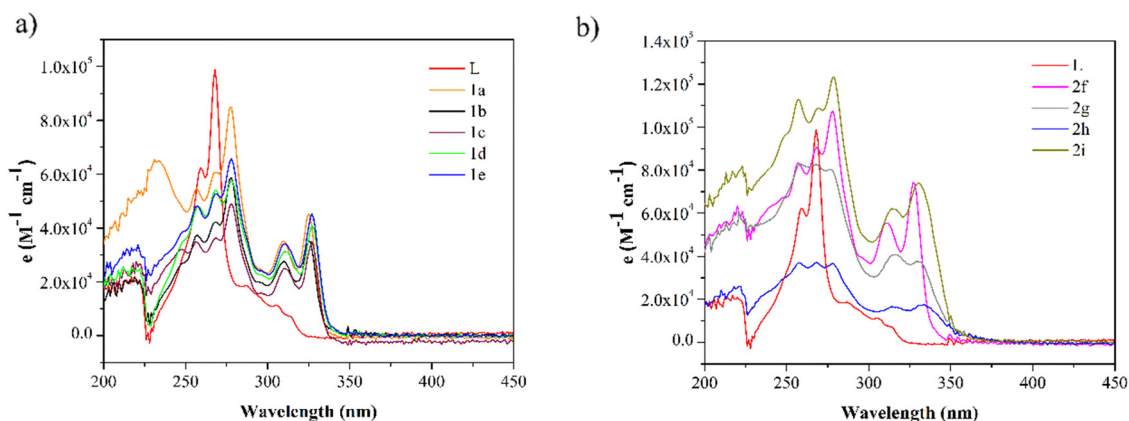 a)
1.0x10⁵
8.0x10⁴
6.0x10⁴
4.0x10⁴
2.0x10⁴
0.0
e (M⁻¹ cm⁻¹)
L
1a
1b
1c
1d
1e
200 250 300 350 400 450
Wavelength (nm)
b)
1.4x10⁵
1.2x10⁵
1.0x10⁵
8.0x10⁴
6.0x10⁴
4.0x10⁴
2.0x10⁴
0.0
e (M⁻¹ cm⁻¹)
L
2f
2g
2h
2i
200 250 300 350 400 450
Wavelength (nm)